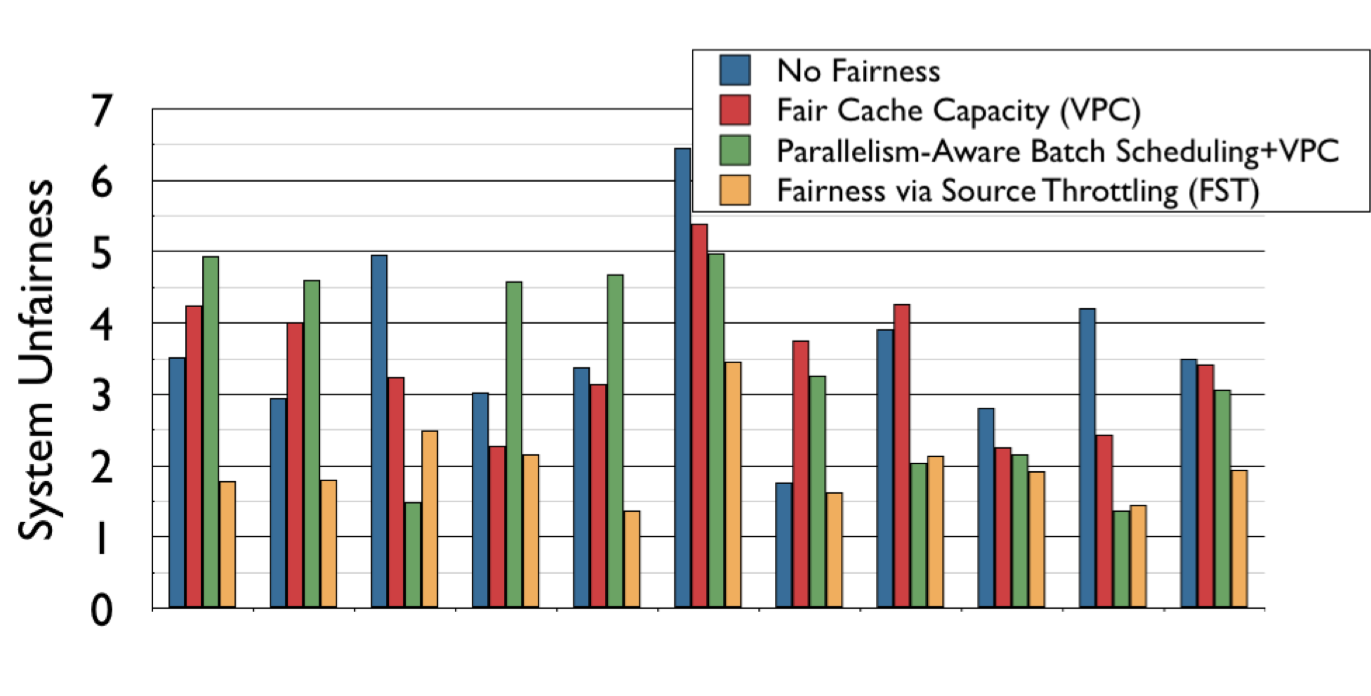 No Fairness
Fair Cache Capacity (VPC)
Parallelism-Aware Batch Scheduling+VPC
Fairness via Source Throttling (FST)
System Unfairness
7
6
5
4
3
2
1
0